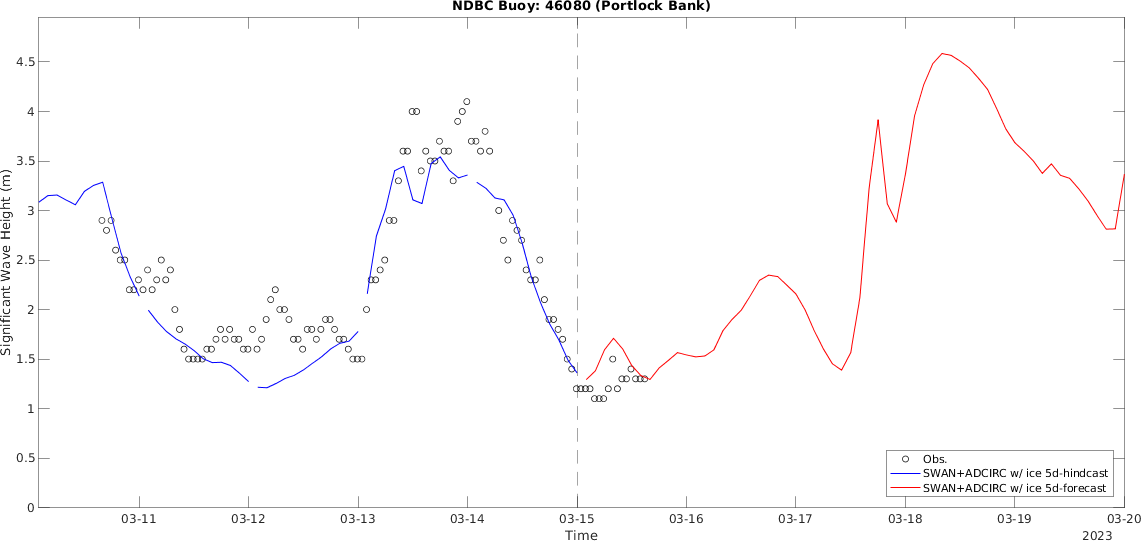 NDBC Buoy: 46080 (Portlock Bank)
Significant Wave Height (m)
4.5
4
3.5
3
2.5
2
1.5
1
0.5
0
03-11 03-12 03-13 03-14 03-15 03-16 03-17 03-18 03-19 03-20
Time
2023
Obs.
SWAN+ADCIRC w/ ice 5d-hindcast
SWAN+ADCIRC w/ ice 5d-forecast